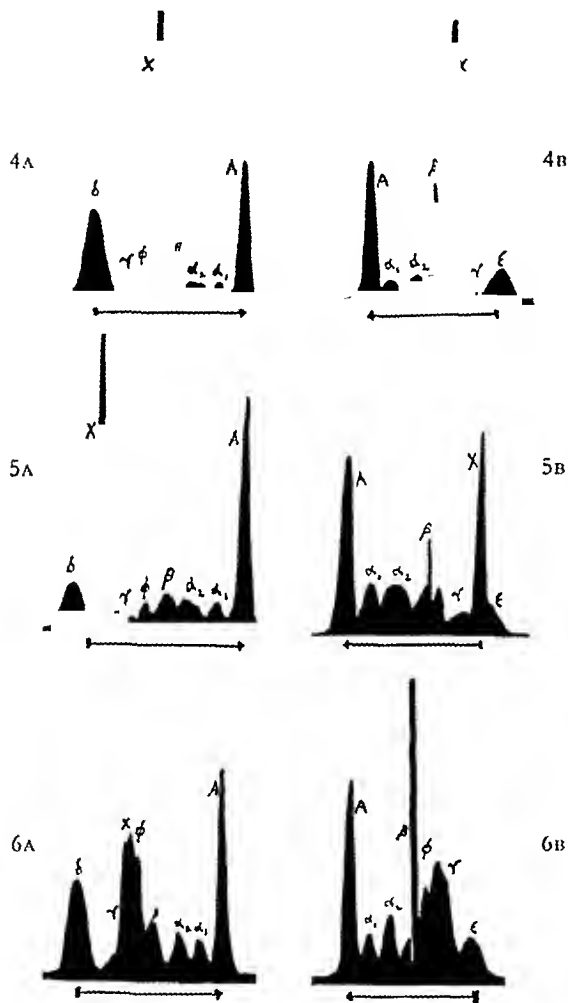 X
4A
δ
γ
φ
α₂
α₁
A
A
α₁
α₂
β
γ
ε
4B
X
5A
δ
γ
φ
β
α₂
α₁
A
A
α₁
α₂
β
γ
X
ε
5B
6A
δ
γ
X
φ
α₂
α₁
A
A
α₁
α₂
β
φ
γ
ε
6B